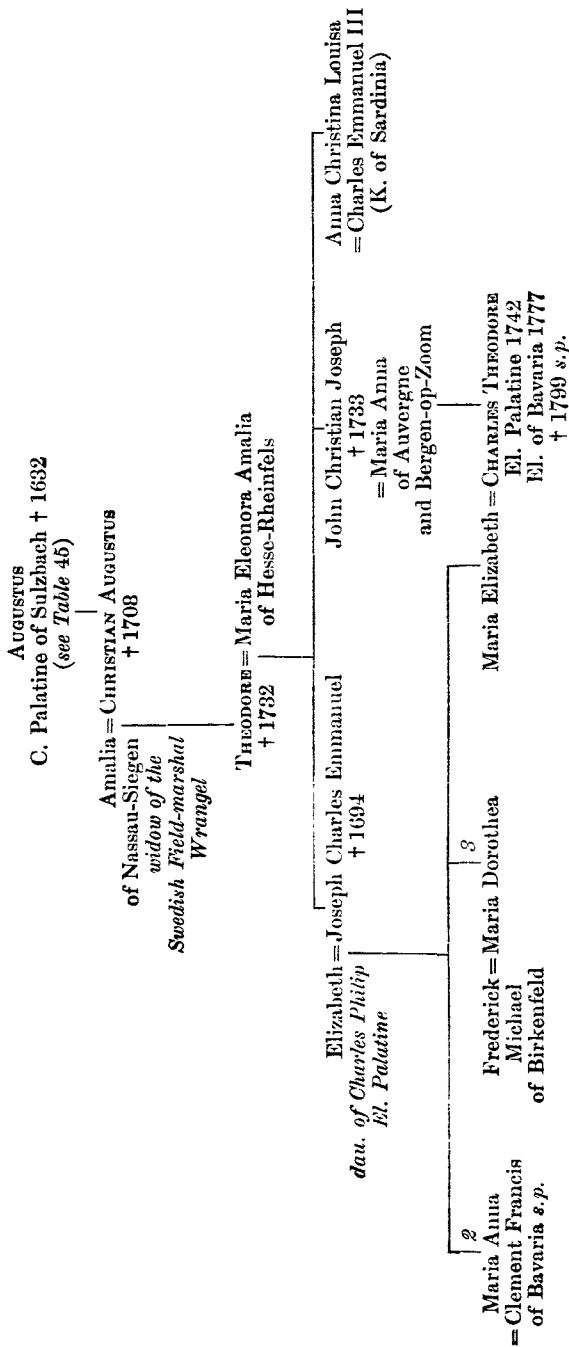 AUGUSTUS
C. Palatine of Sulzbach † 1632
(see Table 45)
Amalia = CHRISTIAN AUGUSTUS
of Nassau-Siegen † 1708
widow of the
Swedish Field-marshal
Wrangel
THEODORE = Maria Eleonora Amalia
† 1732 of Hesse-Rheinfels
Elizabeth = Joseph Charles Emmanuel
dau. of Charles Philip † 1694
El. Palatine
John Christian Joseph
† 1733
= Maria Anna
of Auvergne
and Bergen-op-Zoom
Anna Christina Louisa
= Charles Emmanuel III
(K. of Sardinia)
2
Maria Anna
= Clement Francis
of Bavaria s.p.
3
Frederick = Maria Dorothea
Michael
of Birkenfeld
Maria Elizabeth = CHARLES THEODORE
El. Palatine 1742
El. of Bavaria 1777
† 1799 s.p.